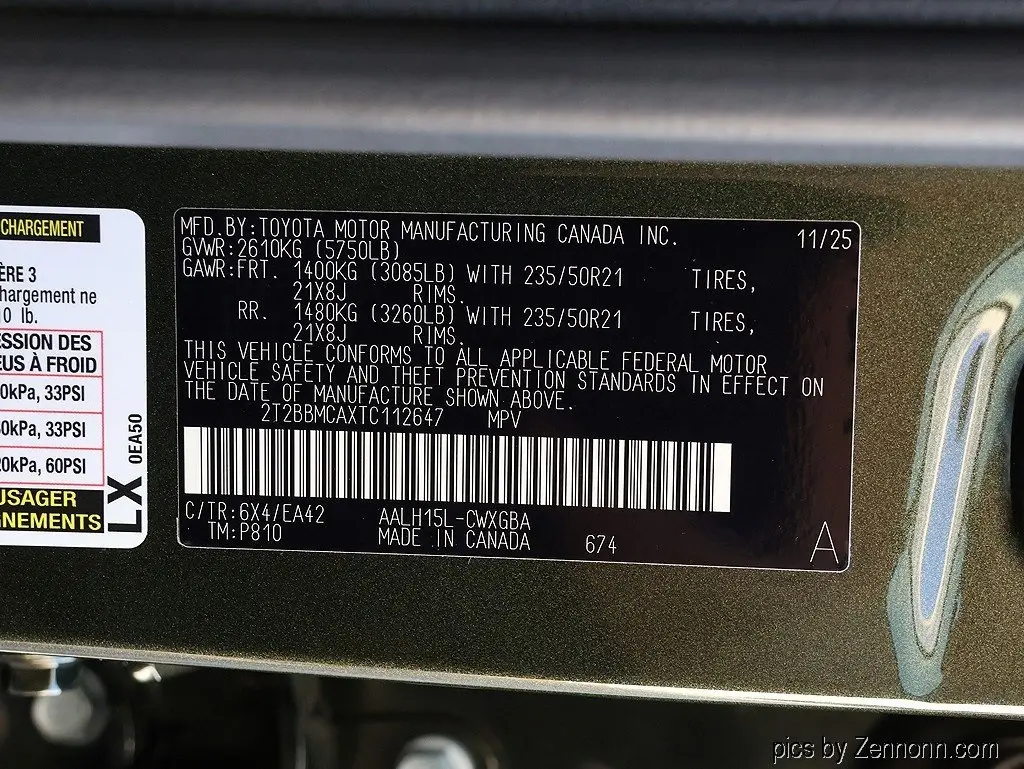 CHARGEMENT
ÈRE 3
hargement ne
0 lb.
ESSION DES
EUS À FROID
0kPa, 33PSI
0kPa, 33PSI
20kPa, 60PSI
USAGER
GNEMENTS
LX 0EA50
MFD.BY:TOYOTA MOTOR MANUFACTURING CANADA INC. 11/25
GVWR:2610KG (5750LB)
GAWR:FRT. 1400KG (3085LB) WITH 235/50R21 TIRES,
21X8J RIMS.
RR. 1480KG (3260LB) WITH 235/50R21 TIRES,
21X8J RIMS.
THIS VEHICLE CONFORMS TO ALL APPLICABLE FEDERAL MOTOR
VEHICLE SAFETY AND THEFT PREVENTION STANDARDS IN EFFECT ON
THE DATE OF MANUFACTURE SHOWN ABOVE.
2T2BBMCAXTC112647 MPV
C/TR:6X4/EA42 AALH15L-CWXGBA
TM:P810 MADE IN CANADA 674 A
pics by Zennonn.com